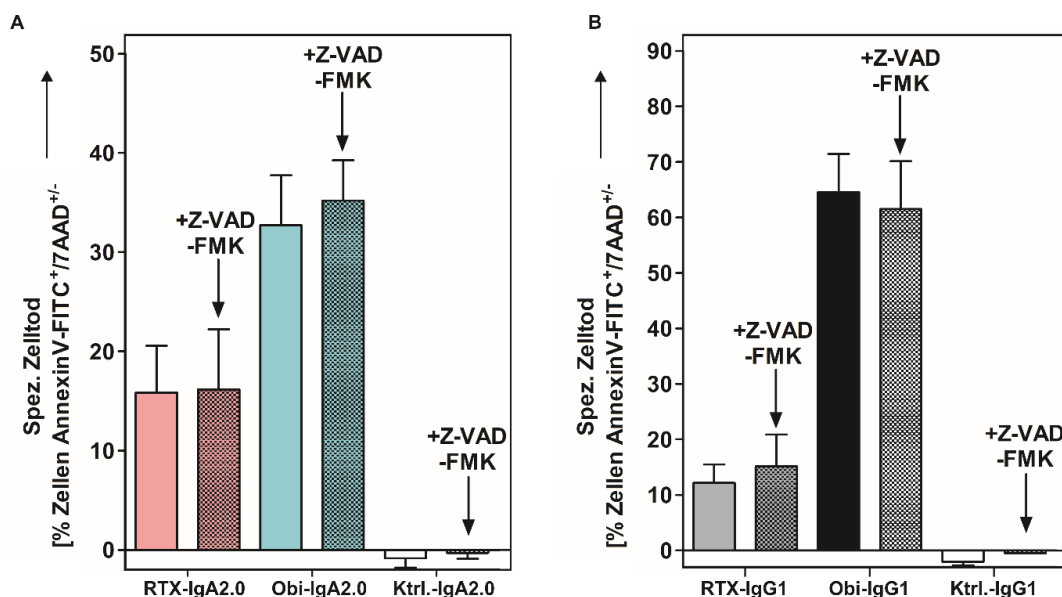 A
Spez. Zelltod
[% Zellen AnnexinV-FITC+/7AAD+/-
50
40
30
20
10
0
+Z-VAD
-FMK
+Z-VAD
-FMK
+Z-VAD
-FMK
RTX-IgA2.0
Obi-IgA2.0
Ktrl.-IgA2.0
B
Spez. Zelltod
[% Zellen AnnexinV-FITC+/7AAD+/-
90
80
70
60
50
40
30
20
10
0
+Z-VAD
-FMK
+Z-VAD
-FMK
+Z-VAD
-FMK
RTX-IgG1
Obi-IgG1
Ktrl.-IgG1